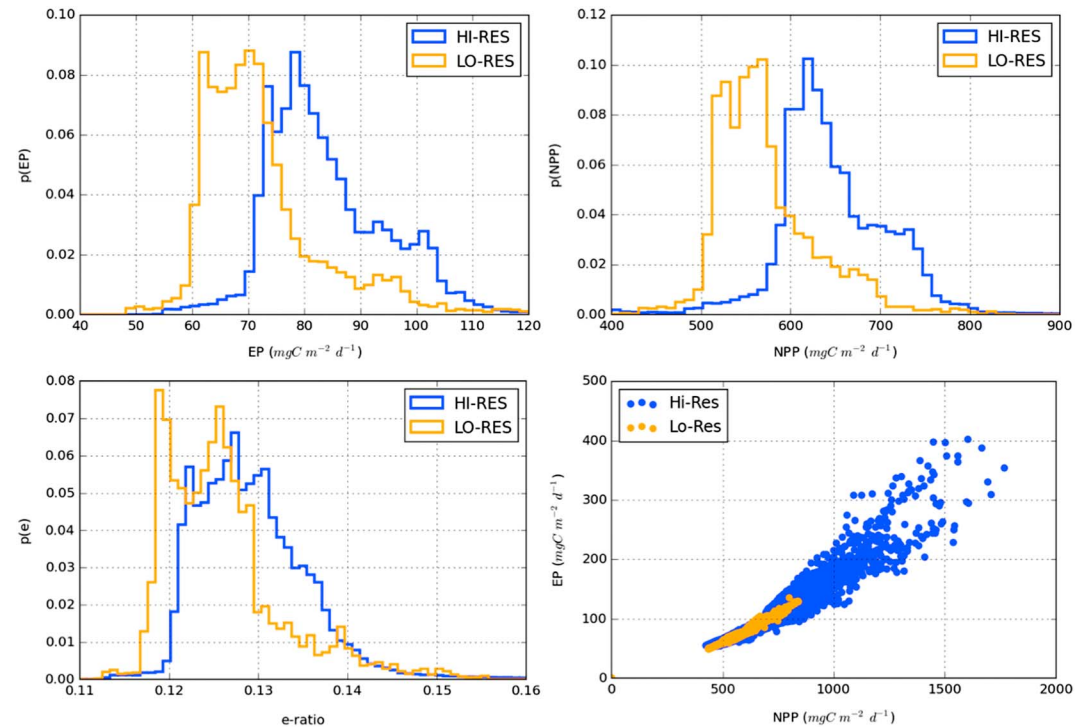 0.10
0.08
0.06
0.04
0.02
0.00
p(EP)
HI-RES
LO-RES
40 50 60 70 80 90 100 110 120
EP (mgC m⁻² d⁻¹)
0.12
0.10
0.08
0.06
0.04
0.02
0.00
p(NPP)
HI-RES
LO-RES
400 500 600 700 800 900
NPP (mgC m⁻² d⁻¹)
0.08
0.07
0.06
0.05
0.04
0.03
0.02
0.01
0.00
p(e)
HI-RES
LO-RES
0.11 0.12 0.13 0.14 0.15 0.16
e-ratio
500
400
300
200
100
0
EP (mgC m⁻² d⁻¹)
Hi-Res
Lo-Res
0 500 1000 1500 2000
NPP (mgC m⁻² d⁻¹)